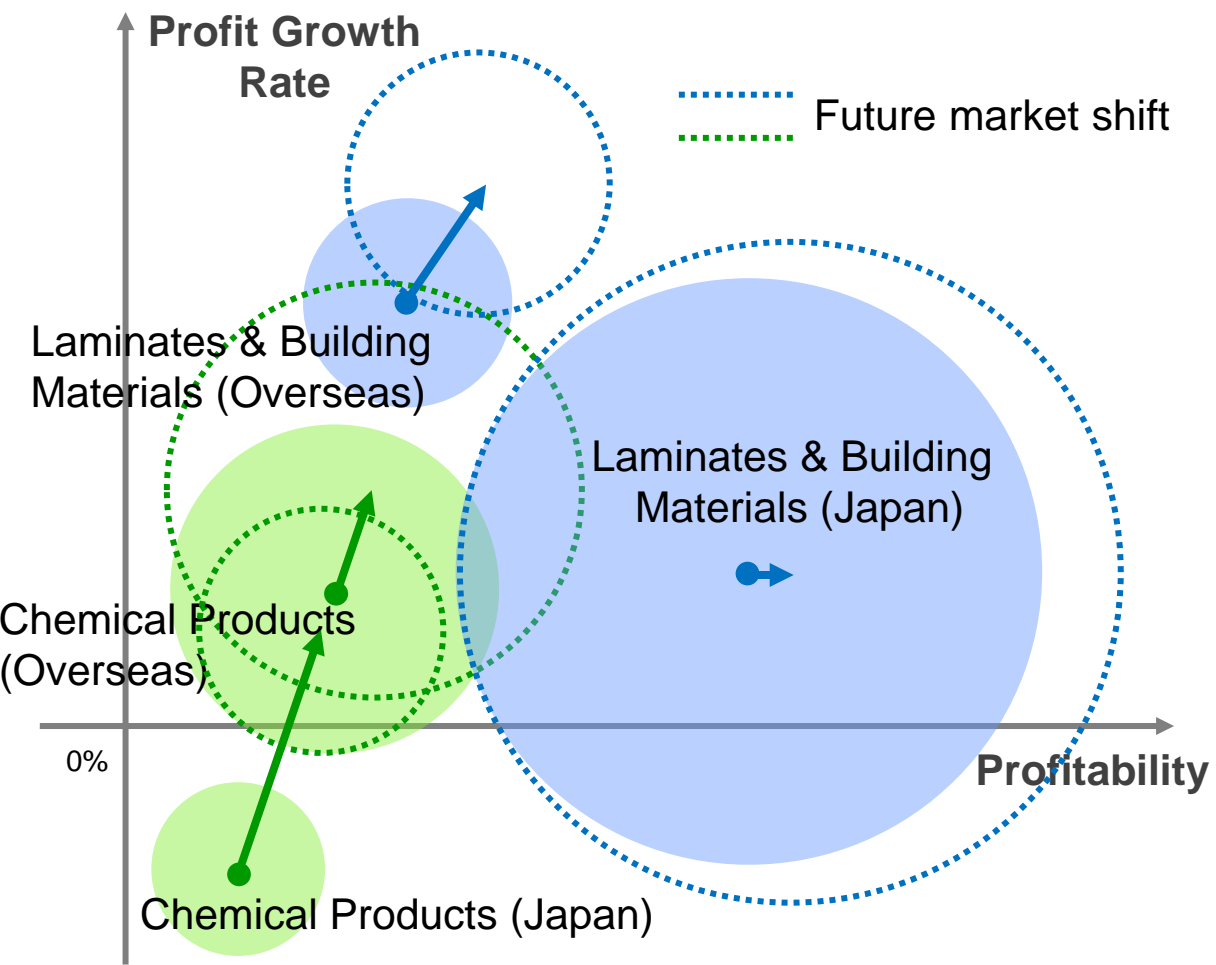 Profit Growth
Rate
Future market shift
Laminates & Building
Materials (Overseas)
Laminates & Building
Materials (Japan)
Chemical Products
(Overseas)
0%
Profitability
Chemical Products (Japan)